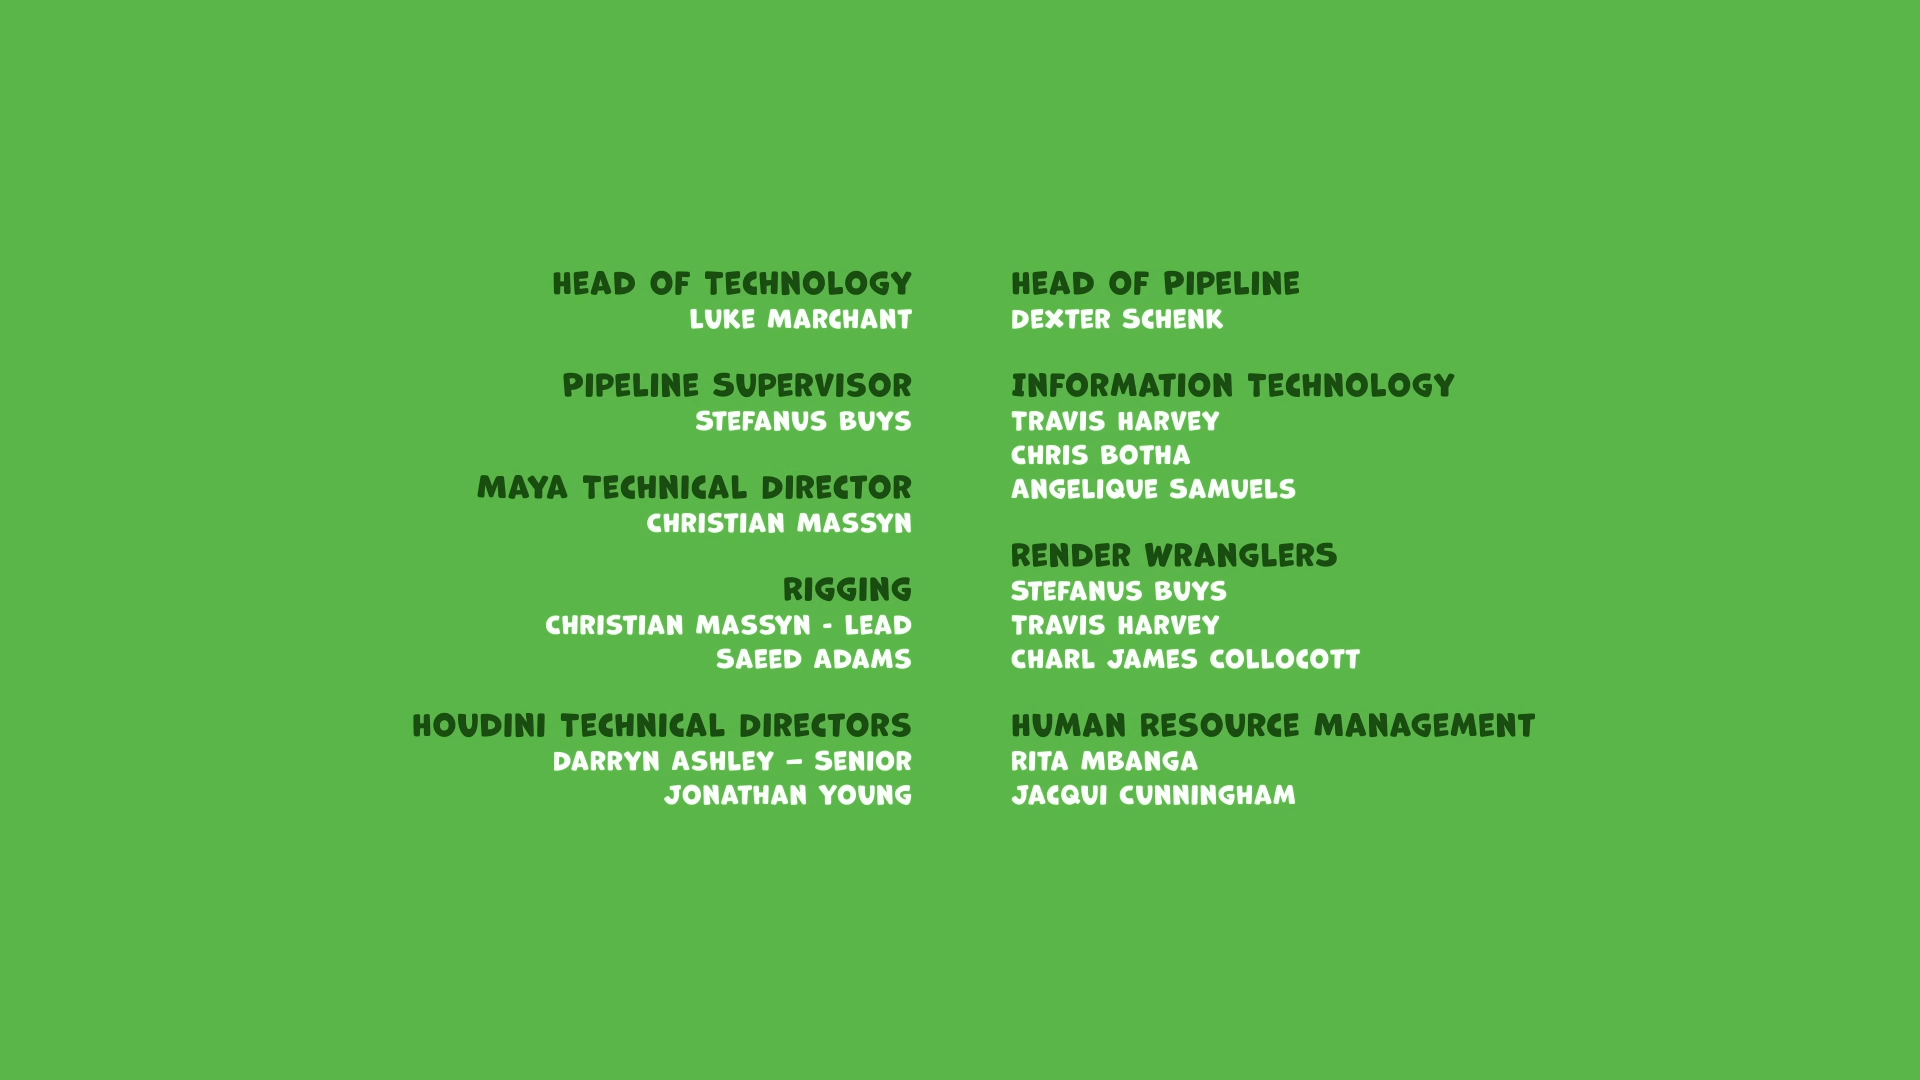 HEAD OF TECHNOLOGY
LUKE MARCHANT
PIPELINE SUPERVISOR
STEFANUS BUYS
MAYA TECHNICAL DIRECTOR
CHRISTIAN MASSYN
RIGGING
CHRISTIAN MASSYN - LEAD
SAEED ADAMS
HOUDINI TECHNICAL DIRECTORS
DARRYN ASHLEY – SENIOR
JONATHAN YOUNG
HEAD OF PIPELINE
DEXTER SCHENK
INFORMATION TECHNOLOGY
TRAVIS HARVEY
CHRIS BOTHA
ANGELIQUE SAMUELS
RENDER WRANGLERS
STEFANUS BUYS
TRAVIS HARVEY
CHARL JAMES COLLOCOTT
HUMAN RESOURCE MANAGEMENT
RITA MBANGA
JACQUI CUNNINGHAM